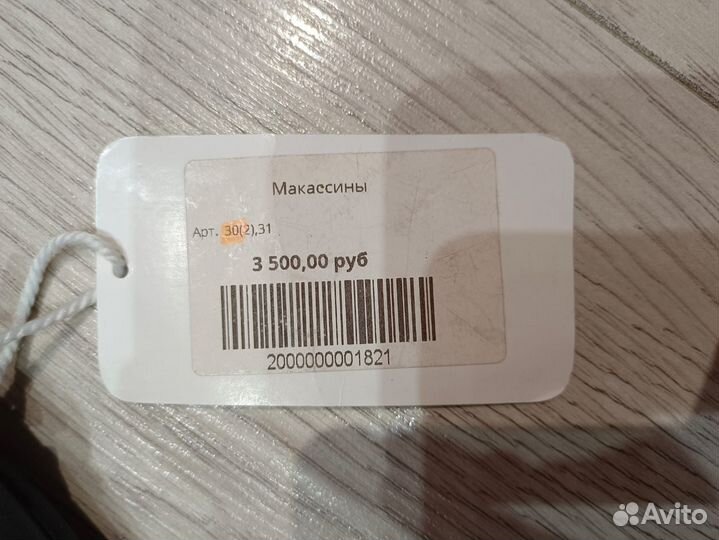 Макассины
Арт. 30(2),31
3 500,00 руб
2000000001821
Avito